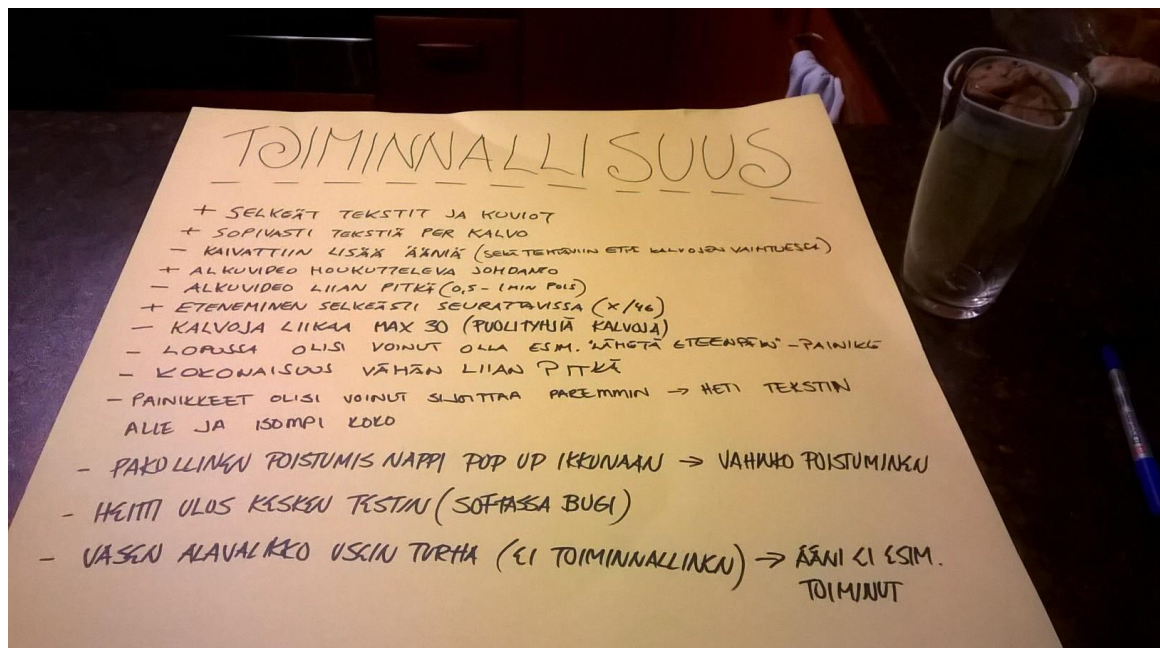 TOIMINNALLISUUS
+ SELKEÄT TEKSTIT JA KUVIOT
+ SOPIVASTI TEKSTIÄ PER KALVO
- KAIVATTIIN LISÄÄ ÄÄNIÄ (SEKÄ TEHTÄVIIN ETTÄ KALVOJEN VAIHTUESSA)
+ ALKUVIDEO HOUKUTTELEVA JOHDANTO
- ALKUVIDEO LIIAN PITKÄ (0,5 - 1 MIN POIS)
+ ETENEMINEN SELKEÄSTI SEURATTAVISSA (X/46)
- KALVOJA LIIKAA MAX 30 (PUOLITYHJIÄ KALVOJA)
- LOPUSSA OLISI VOINUT OLLA ESIM. "LÄHETÄ ETEENPÄIN" - PAINIKE
- KOKONAISUUS VÄHÄN LIIAN PITKÄ
- PAINIKKEET OLISI VOINUT SIJOITTAA PAREMMIN → HETI TEKSTIN
ALLE JA ISOMPI KOKO
- PAKOLLINEN POISTUMIS NAPPI POP UP IKKUNAAN → VAHINKO POISTUMINEN
- HEITTI ULOS KESKEN TESTIN (SOFTASSA BUGI)
- VASEN ALAVALIKKO USEIN TURHA (EI TOIMINNALLINEN) → ÄÄNI EI ESIM.
TOIMINUT